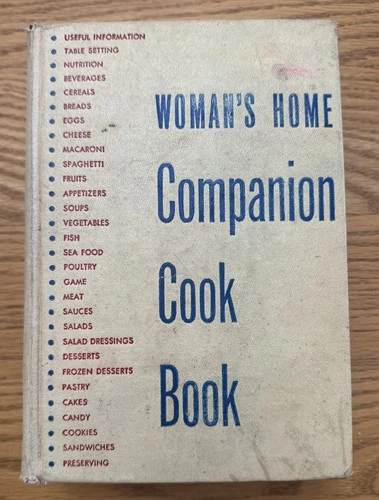 USEFUL INFORMATION
TABLE SETTING
NUTRITION
BEVERAGES
CEREALS
BREADS
EGGS
CHEESE
MACARONI
SPAGHETTI
FRUITS
APPETIZERS
SOUPS
VEGETABLES
FISH
SEA FOOD
POULTRY
GAME
MEAT
SAUCES
SALADS
SALAD DRESSINGS
DESSERTS
FROZEN DESSERTS
PASTRY
CAKES
CANDY
COOKIES
SANDWICHES
PRESERVING
WOMAN'S HOME
Companion
Cook
Book